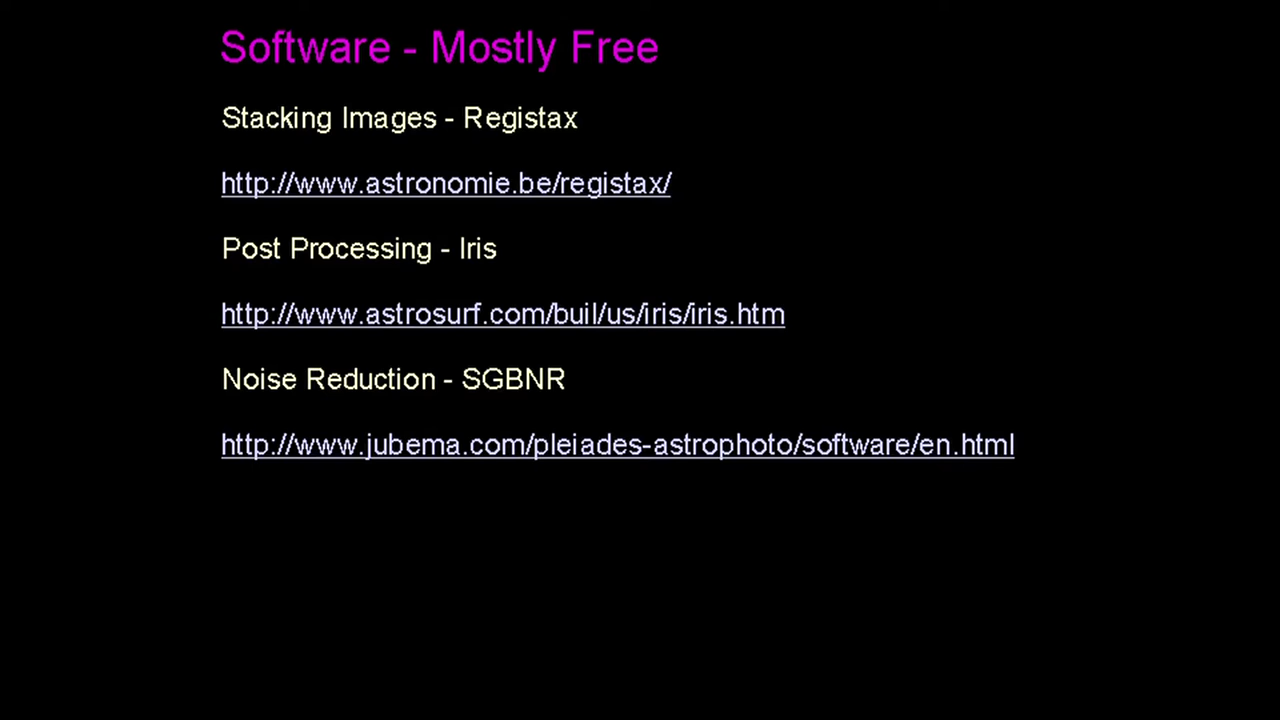 Software - Mostly Free
Stacking Images - Registax
http://www.astronomie.be/registax/
Post Processing - Iris
http://www.astrosurf.com/buil/us/iris/iris.htm
Noise Reduction - SGBNR
http://www.jubema.com/pleiades-astrophoto/software/en.html